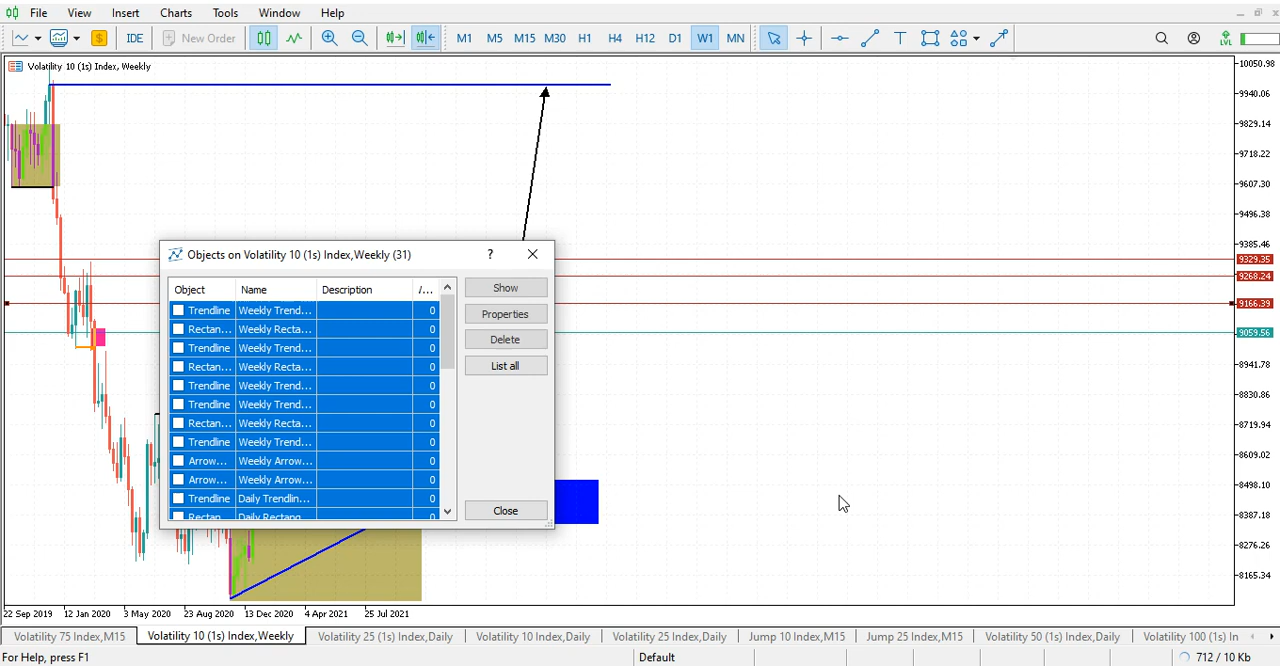 File View Insert Charts Tools Window Help
IDE New Order M1 M5 M15 M30 H1 H4 H12 D1 W1 MN LVL
Volatility 10 (1s) Index, Weekly
10050.98
9940.06
9829.14
9718.22
9607.30
9496.38
9385.46
9329.35
9268.24
9166.39
9059.56
8941.78
8830.86
8719.94
8609.02
8498.10
8387.18
8276.26
8165.34
Objects on Volatility 10 (1s) Index,Weekly (31) ?
Object Name Description /...
Trendline Weekly Trend... 0
Rectan... Weekly Recta... 0
Trendline Weekly Trend... 0
Rectan... Weekly Recta... 0
Trendline Weekly Trend... 0
Trendline Weekly Trend... 0
Rectan... Weekly Recta... 0
Trendline Weekly Trend... 0
Arrow... Weekly Arrow... 0
Arrow... Weekly Arrow... 0
Trendline Daily Trendlin... 0
Rectan... Daily Rectang... 0
Show
Properties
Delete
List all
Close
22 Sep 2019 12 Jan 2020 3 May 2020 23 Aug 2020 13 Dec 2020 4 Apr 2021 25 Jul 2021
Volatility 75 Index,M15 Volatility 10 (1s) Index,Weekly Volatility 25 (1s) Index,Daily Volatility 10 Index,Daily Volatility 25 Index,Daily Jump 10 Index,M15 Jump 25 Index,M15 Volatility 50 (1s) Index,Daily Volatility 100 (1s) In
For Help, press F1 Default 712 / 10 Kb